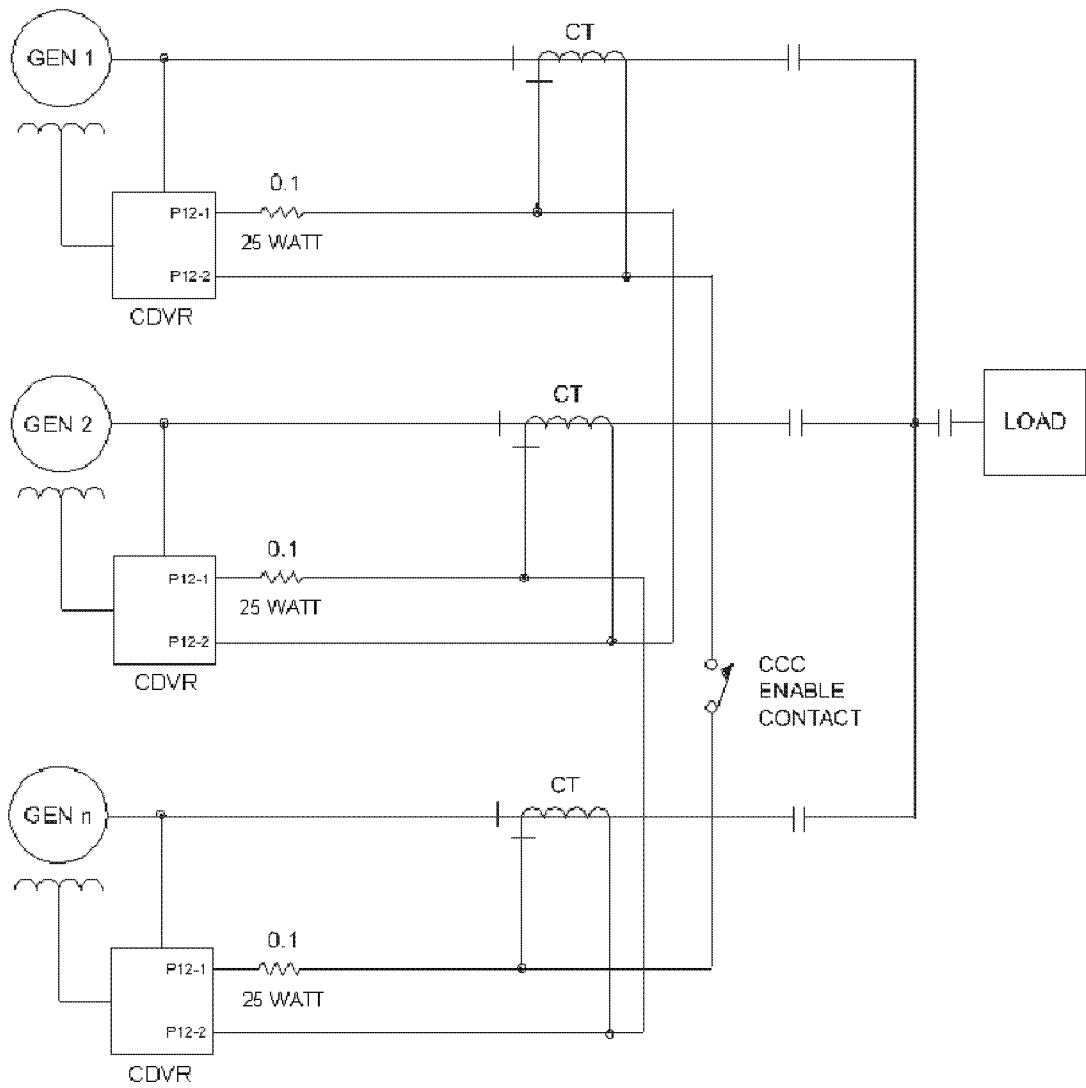 CT
GEN 1
0.1
P12-1
25 WATT
P12-2
CDVR
CT
GEN 2
LOAD
0.1
P12-1
25 WATT
P12-2
CDVR
CCC
ENABLE
CONTACT
CT
GEN n
0.1
P12-1
25 WATT
P12-2
CDVR